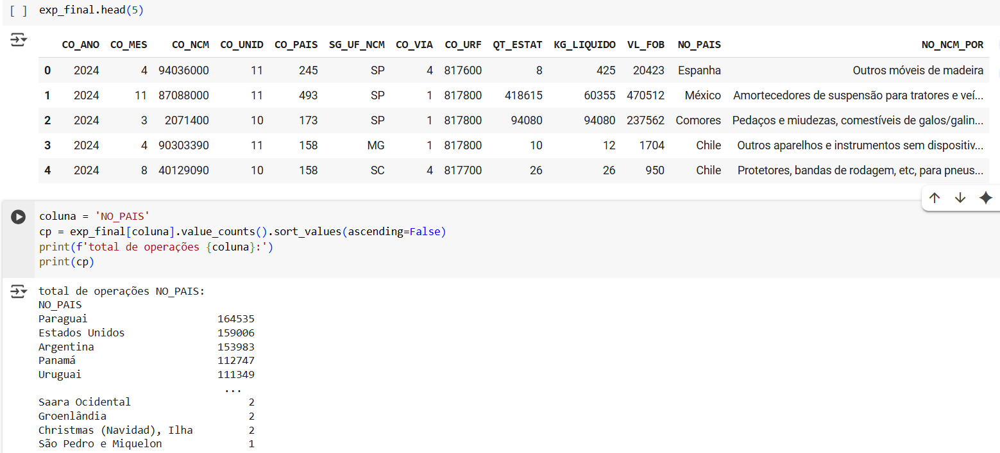 [ ] exp_final.head(5)
CO_ANO CO_MES CO_NCM CO_UNID CO_PAIS SG_UF_NCM CO_VIA CO_URF QT_ESTAT KG_LIQUIDO VL_FOB NO_PAIS NO_NCM_POR
0 2024 4 94036000 11 245 SP 4 817600 8 425 20423 Espanha Outros móveis de madeira
1 2024 11 87088000 11 493 SP 1 817800 418615 60355 470512 México Amortecedores de suspensão para tratores e veí...
2 2024 3 2071400 10 173 SP 1 817800 94080 94080 237562 Comores Pedaços e miudezas, comestíveis de galos/galin...
3 2024 4 90303390 11 158 MG 1 817800 10 12 1704 Chile Outros aparelhos e instrumentos sem dispositiv...
4 2024 8 40129090 10 158 SC 4 817700 26 26 950 Chile Protetores, bandas de rodagem, etc, para pneus...
coluna = 'NO_PAIS'
cp = exp_final[coluna].value_counts().sort_values(ascending=False)
print(f'total de operações {coluna}:')
print(cp)
total de operações NO_PAIS:
NO_PAIS
Paraguai 164535
Estados Unidos 159006
Argentina 153983
Panamá 112747
Uruguai 111349
...
Saara Ocidental 2
Groenlândia 2
Christmas (Navidad), Ilha 2
São Pedro e Miquelon 1